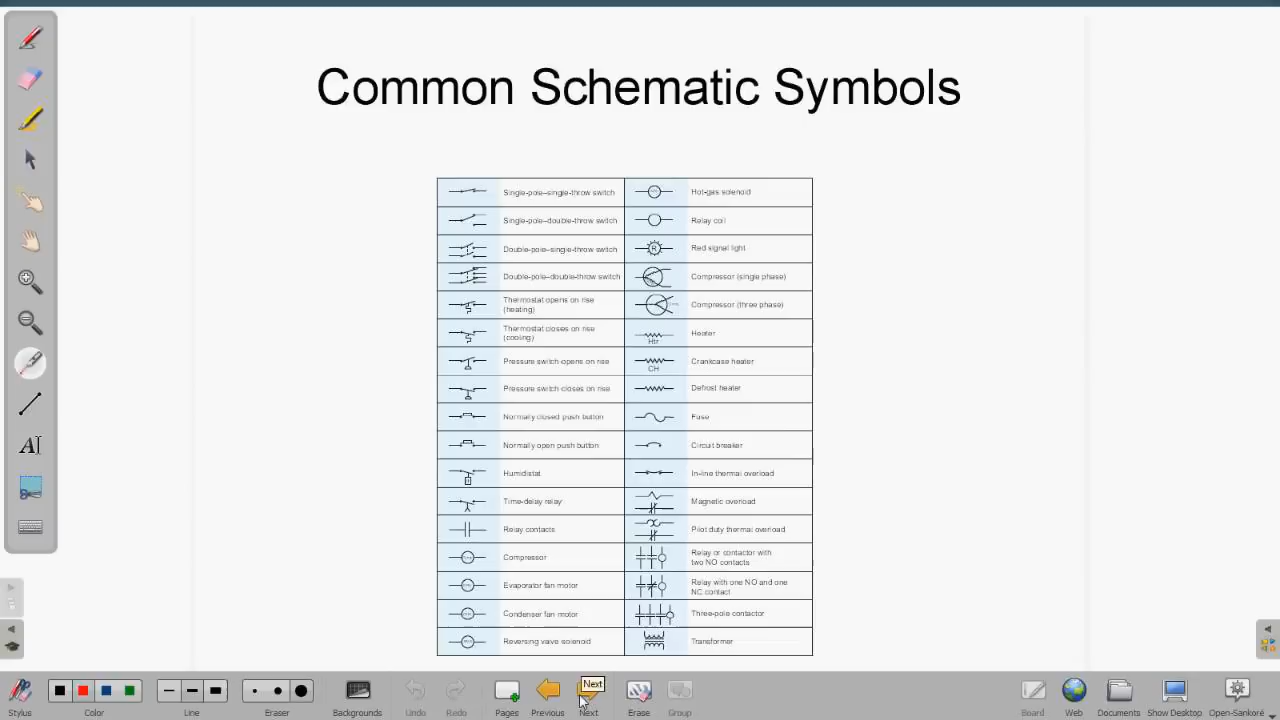 Common Schematic Symbols
Single-pole–single-throw switch
Hot-gas solenoid
Single-pole–double-throw switch
Relay coil
Double-pole–single-throw switch
R
Red signal light
Double-pole–double-throw switch
Compressor (single phase)
Thermostat opens on rise
(heating)
Compressor (three phase)
Thermostat closes on rise
(cooling)
Htr
Heater
Pressure switch opens on rise
CH
Crankcase heater
Pressure switch closes on rise
Defrost heater
Normally closed push button
Fuse
Normally open push button
Circuit breaker
Humidistat
In-line thermal overload
Time-delay relay
Magnetic overload
Relay contacts
Pilot duty thermal overload
Compressor
Relay or contactor with
two NO contacts
Evaporator fan motor
Relay with one NO and one
NC contact
Condenser fan motor
Three-pole contactor
Reversing valve solenoid
Transformer
Next
Stylus
Color
Line
Eraser
Backgrounds
Undo
Redo
Pages
Previous
Next
Erase
Group
Board
Web
Documents
Show Desktop
Open-Sankoré